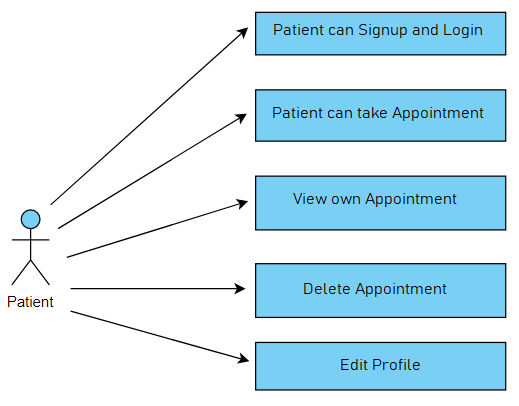 Patient can Signup and Login
Patient can take Appointment
View own Appointment
Delete Appointment
Patient
Edit Profile